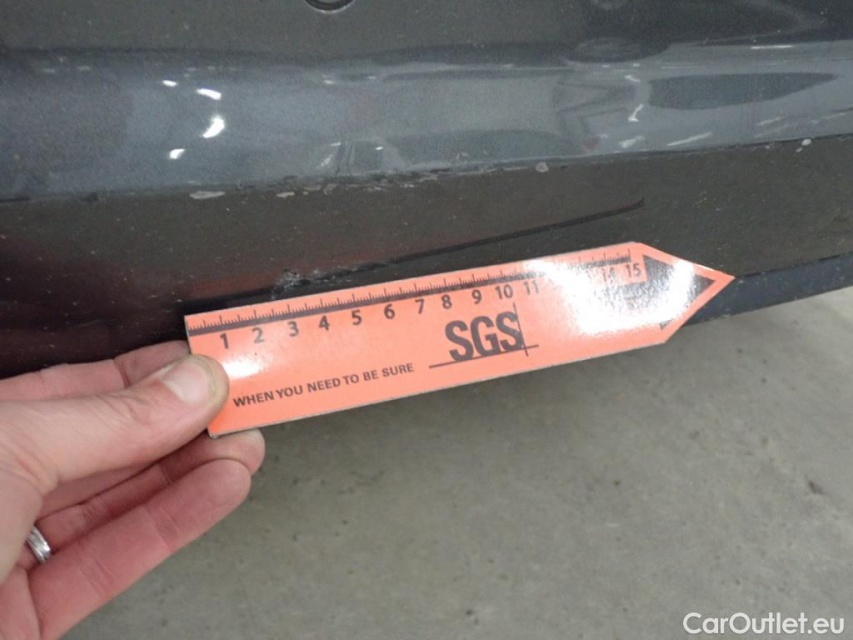 1 2 3 4 5 6 7 8 9 10 11 14 15
SGS
WHEN YOU NEED TO BE SURE
CarOutlet.eu